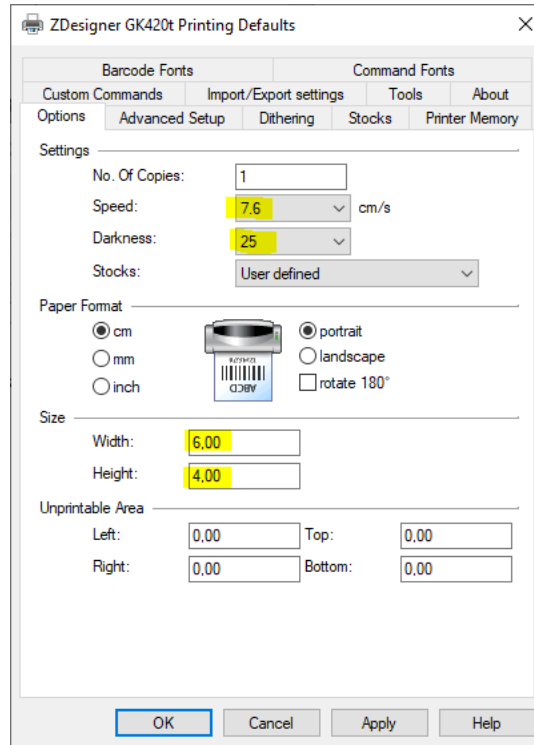 ZDesigner GK420t Printing Defaults
Barcode Fonts Command Fonts
Custom Commands Import/Export settings Tools About
Options Advanced Setup Dithering Stocks Printer Memory
Settings
No. Of Copies: 1
Speed: 7.6 cm/s
Darkness: 25
Stocks: User defined
Paper Format
cm portrait
mm landscape
inch rotate 180°
ABCD
Size
Width: 6,00
Height: 4,00
Unprintable Area
Left: 0,00 Top: 0,00
Right: 0,00 Bottom: 0,00
OK Cancel Apply Help